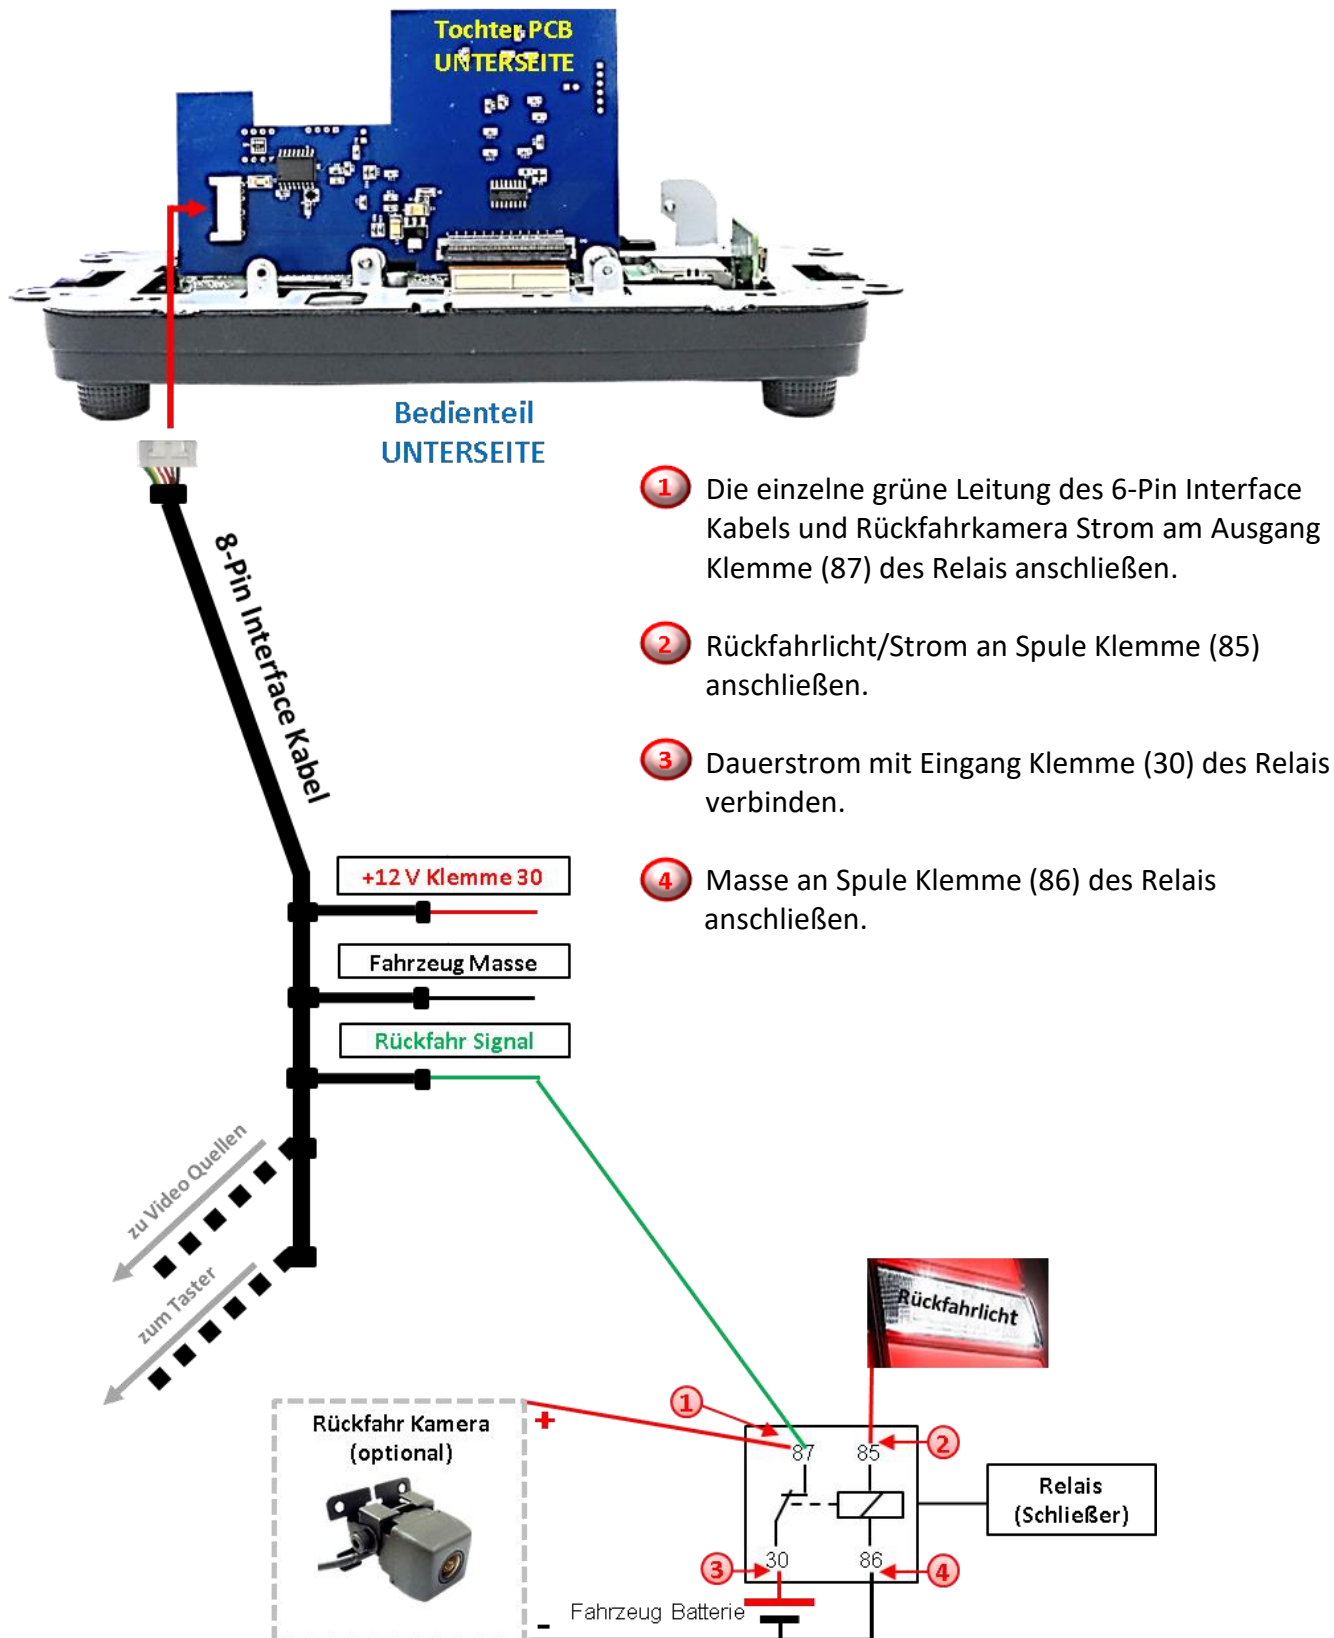 Tochter PCB
UNTERSEITE
Bedienteil
UNTERSEITE
1 Die einzelne grüne Leitung des 6-Pin Interface
Kabels und Rückfahrkamera Strom am Ausgang
Klemme (87) des Relais anschließen.
2 Rückfahrlicht/Strom an Spule Klemme (85)
anschließen.
3 Dauerstrom mit Eingang Klemme (30) des Relais
verbinden.
4 Masse an Spule Klemme (86) des Relais
anschließen.
8-Pin Interface Kabel
+12 V Klemme 30
Fahrzeug Masse
Rückfahr Signal
zu Video Quellen
zum Taster
Rückfahrlicht
Rückfahr Kamera
(optional)
+
1
87
85
2
Relais
(Schließer)
3
30
86
4
Fahrzeug Batterie
-